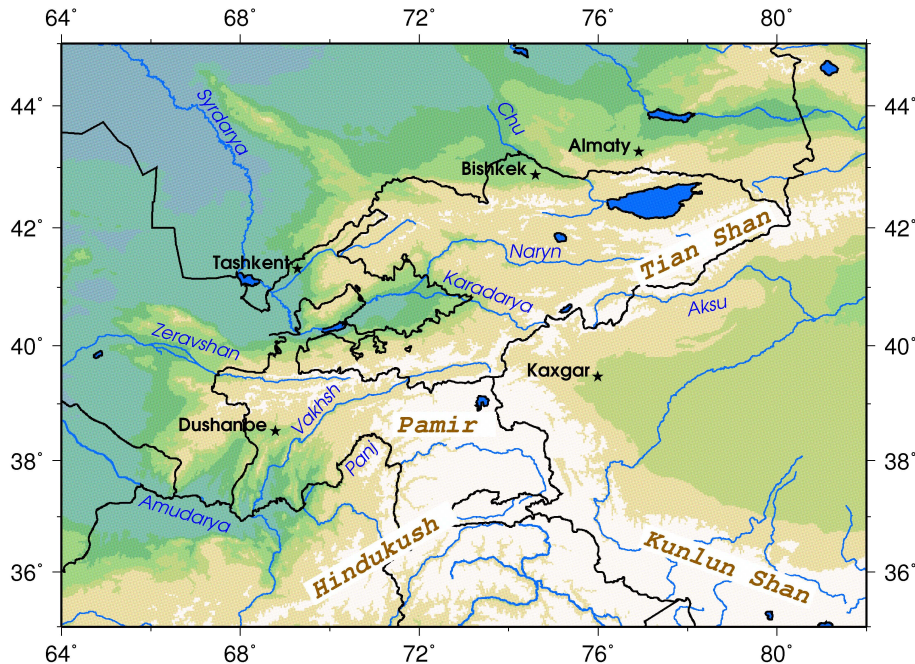 64˚ 68˚ 72˚ 76˚ 80˚
44˚ 44˚
Syrdarya
Chu
Almaty
Bishkek
42˚ 42˚
Tian Shan
Naryn
Tashkent
Karadarya
Aksu
Zeravshan
40˚ 40˚
Kaxgar
Vakhsh
Dushanbe
Pamir
Panj
38˚ 38˚
Amudarya
Hindukush
Kunlun Shan
36˚ 36˚
64˚ 68˚ 72˚ 76˚ 80˚